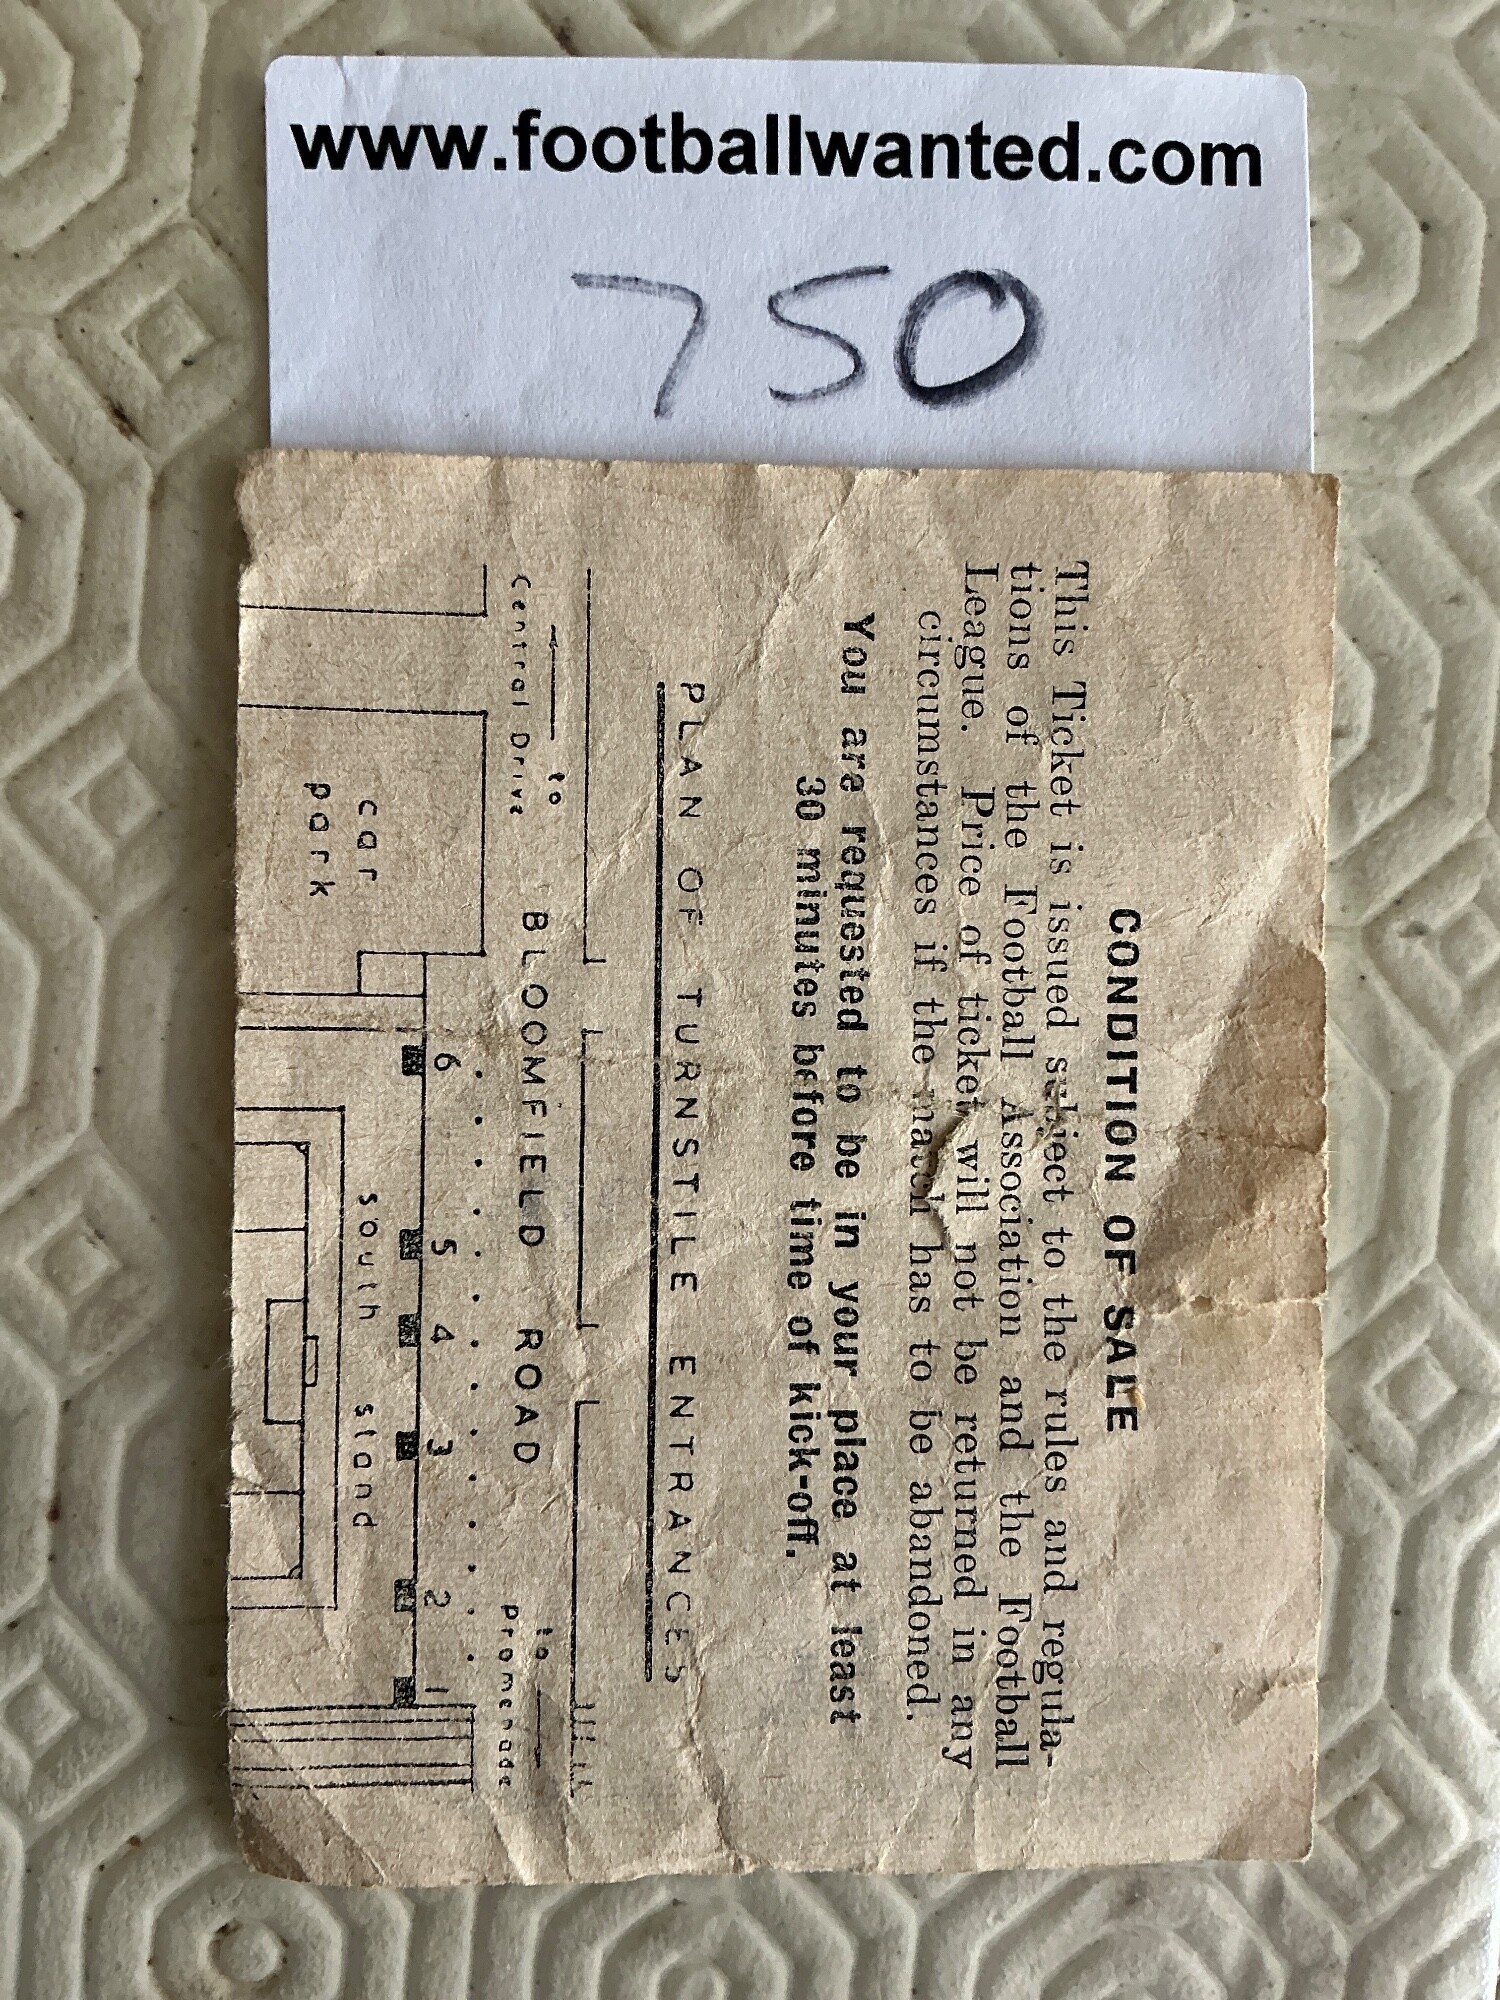 www.footballwanted.com
750
CONDITION OF SALE
This Ticket is issued subject to the rules and regula-
tions of the Football Association and the Football
League. Price of ticket will not be returned in any
circumstances if the match has to be abandoned.
You are requested to be in your place at least
30 minutes before time of kick-off.
PLAN OF TURNSTILE ENTRANCES
to
Central Drive
BLOOMFIELD ROAD
to
Promenade
6 5 4 3 2 1
car
park
south stand